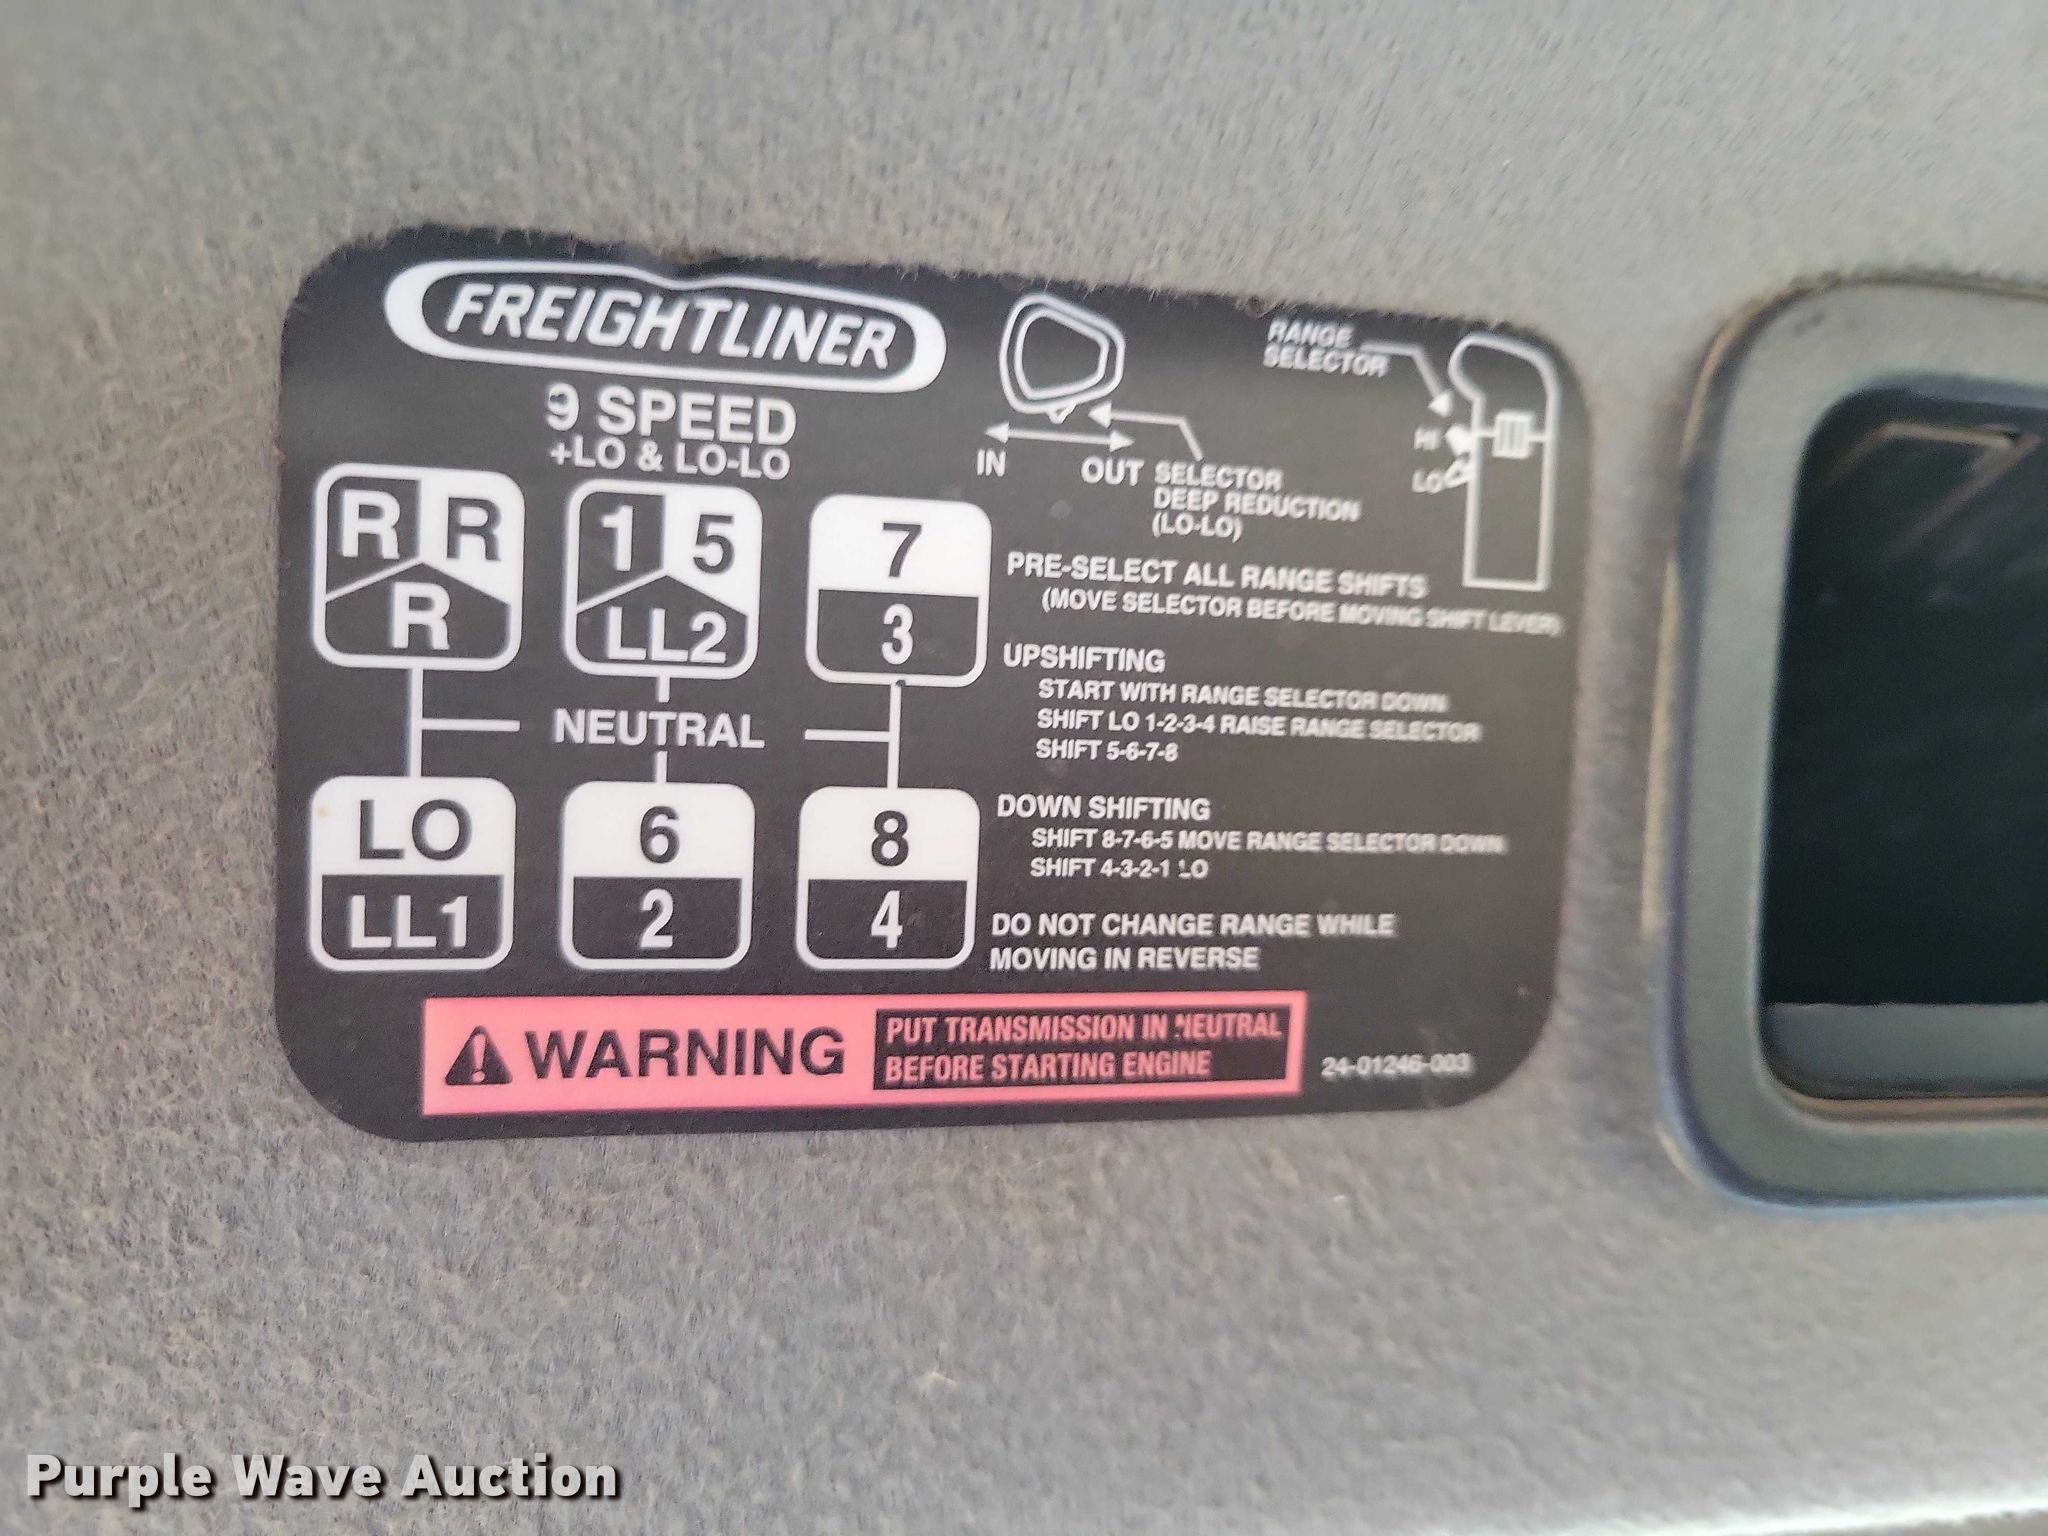 FREIGHTLINER
9 SPEED
+LO & LO-LO
R R
R
1 5
LL2
7
3
NEUTRAL
LO
LL1
6
2
8
4
IN
OUT
SELECTOR
DEEP REDUCTION
(LO-LO)
RANGE
SELECTOR
HI
LO
PRE-SELECT ALL RANGE SHIFTS
(MOVE SELECTOR BEFORE MOVING SHIFT LEVER)
UPSHIFTING
START WITH RANGE SELECTOR DOWN
SHIFT LO 1-2-3-4 RAISE RANGE SELECTOR
SHIFT 5-6-7-8
DOWN SHIFTING
SHIFT 8-7-6-5 MOVE RANGE SELECTOR DOWN
SHIFT 4-3-2-1 LO
DO NOT CHANGE RANGE WHILE
MOVING IN REVERSE
WARNING
PUT TRANSMISSION IN NEUTRAL
BEFORE STARTING ENGINE
24-01246-003
Purple Wave Auction